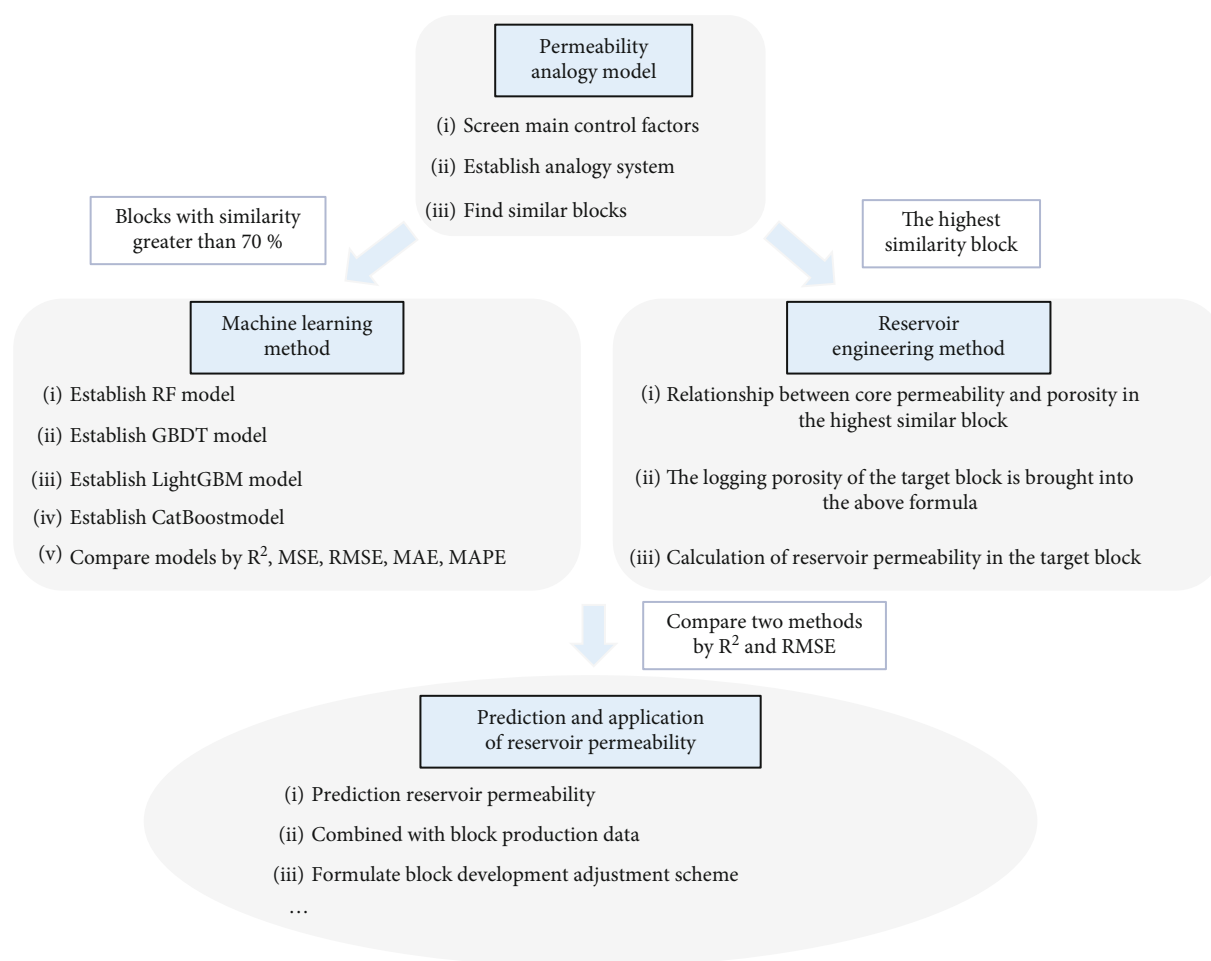 Permeability
analogy model
(i) Screen main control factors
(ii) Establish analogy system
(iii) Find similar blocks
Blocks with similarity
greater than 70 %
The highest
similarity block
Machine learning
method
(i) Establish RF model
(ii) Establish GBDT model
(iii) Establish LightGBM model
(iv) Establish CatBoostmodel
(v) Compare models by R², MSE, RMSE, MAE, MAPE
Reservoir
engineering method
(i) Relationship between core permeability and porosity in
the highest similar block
(ii) The logging porosity of the target block is brought into
the above formula
(iii) Calculation of reservoir permeability in the target block
Compare two methods
by R² and RMSE
Prediction and application
of reservoir permeability
(i) Prediction reservoir permeability
(ii) Combined with block production data
(iii) Formulate block development adjustment scheme
…